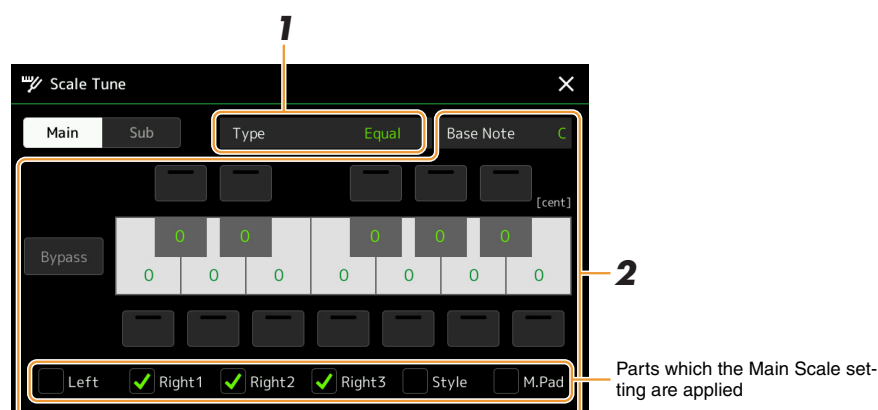 1
Scale Tune
Main Sub Type Equal Base Note C
[cent]
0 0 0 0 0
Bypass
0 0 0 0 0 0 0
2
Left Right1 Right2 Right3 Style M.Pad
Parts which the Main Scale set-
ting are applied